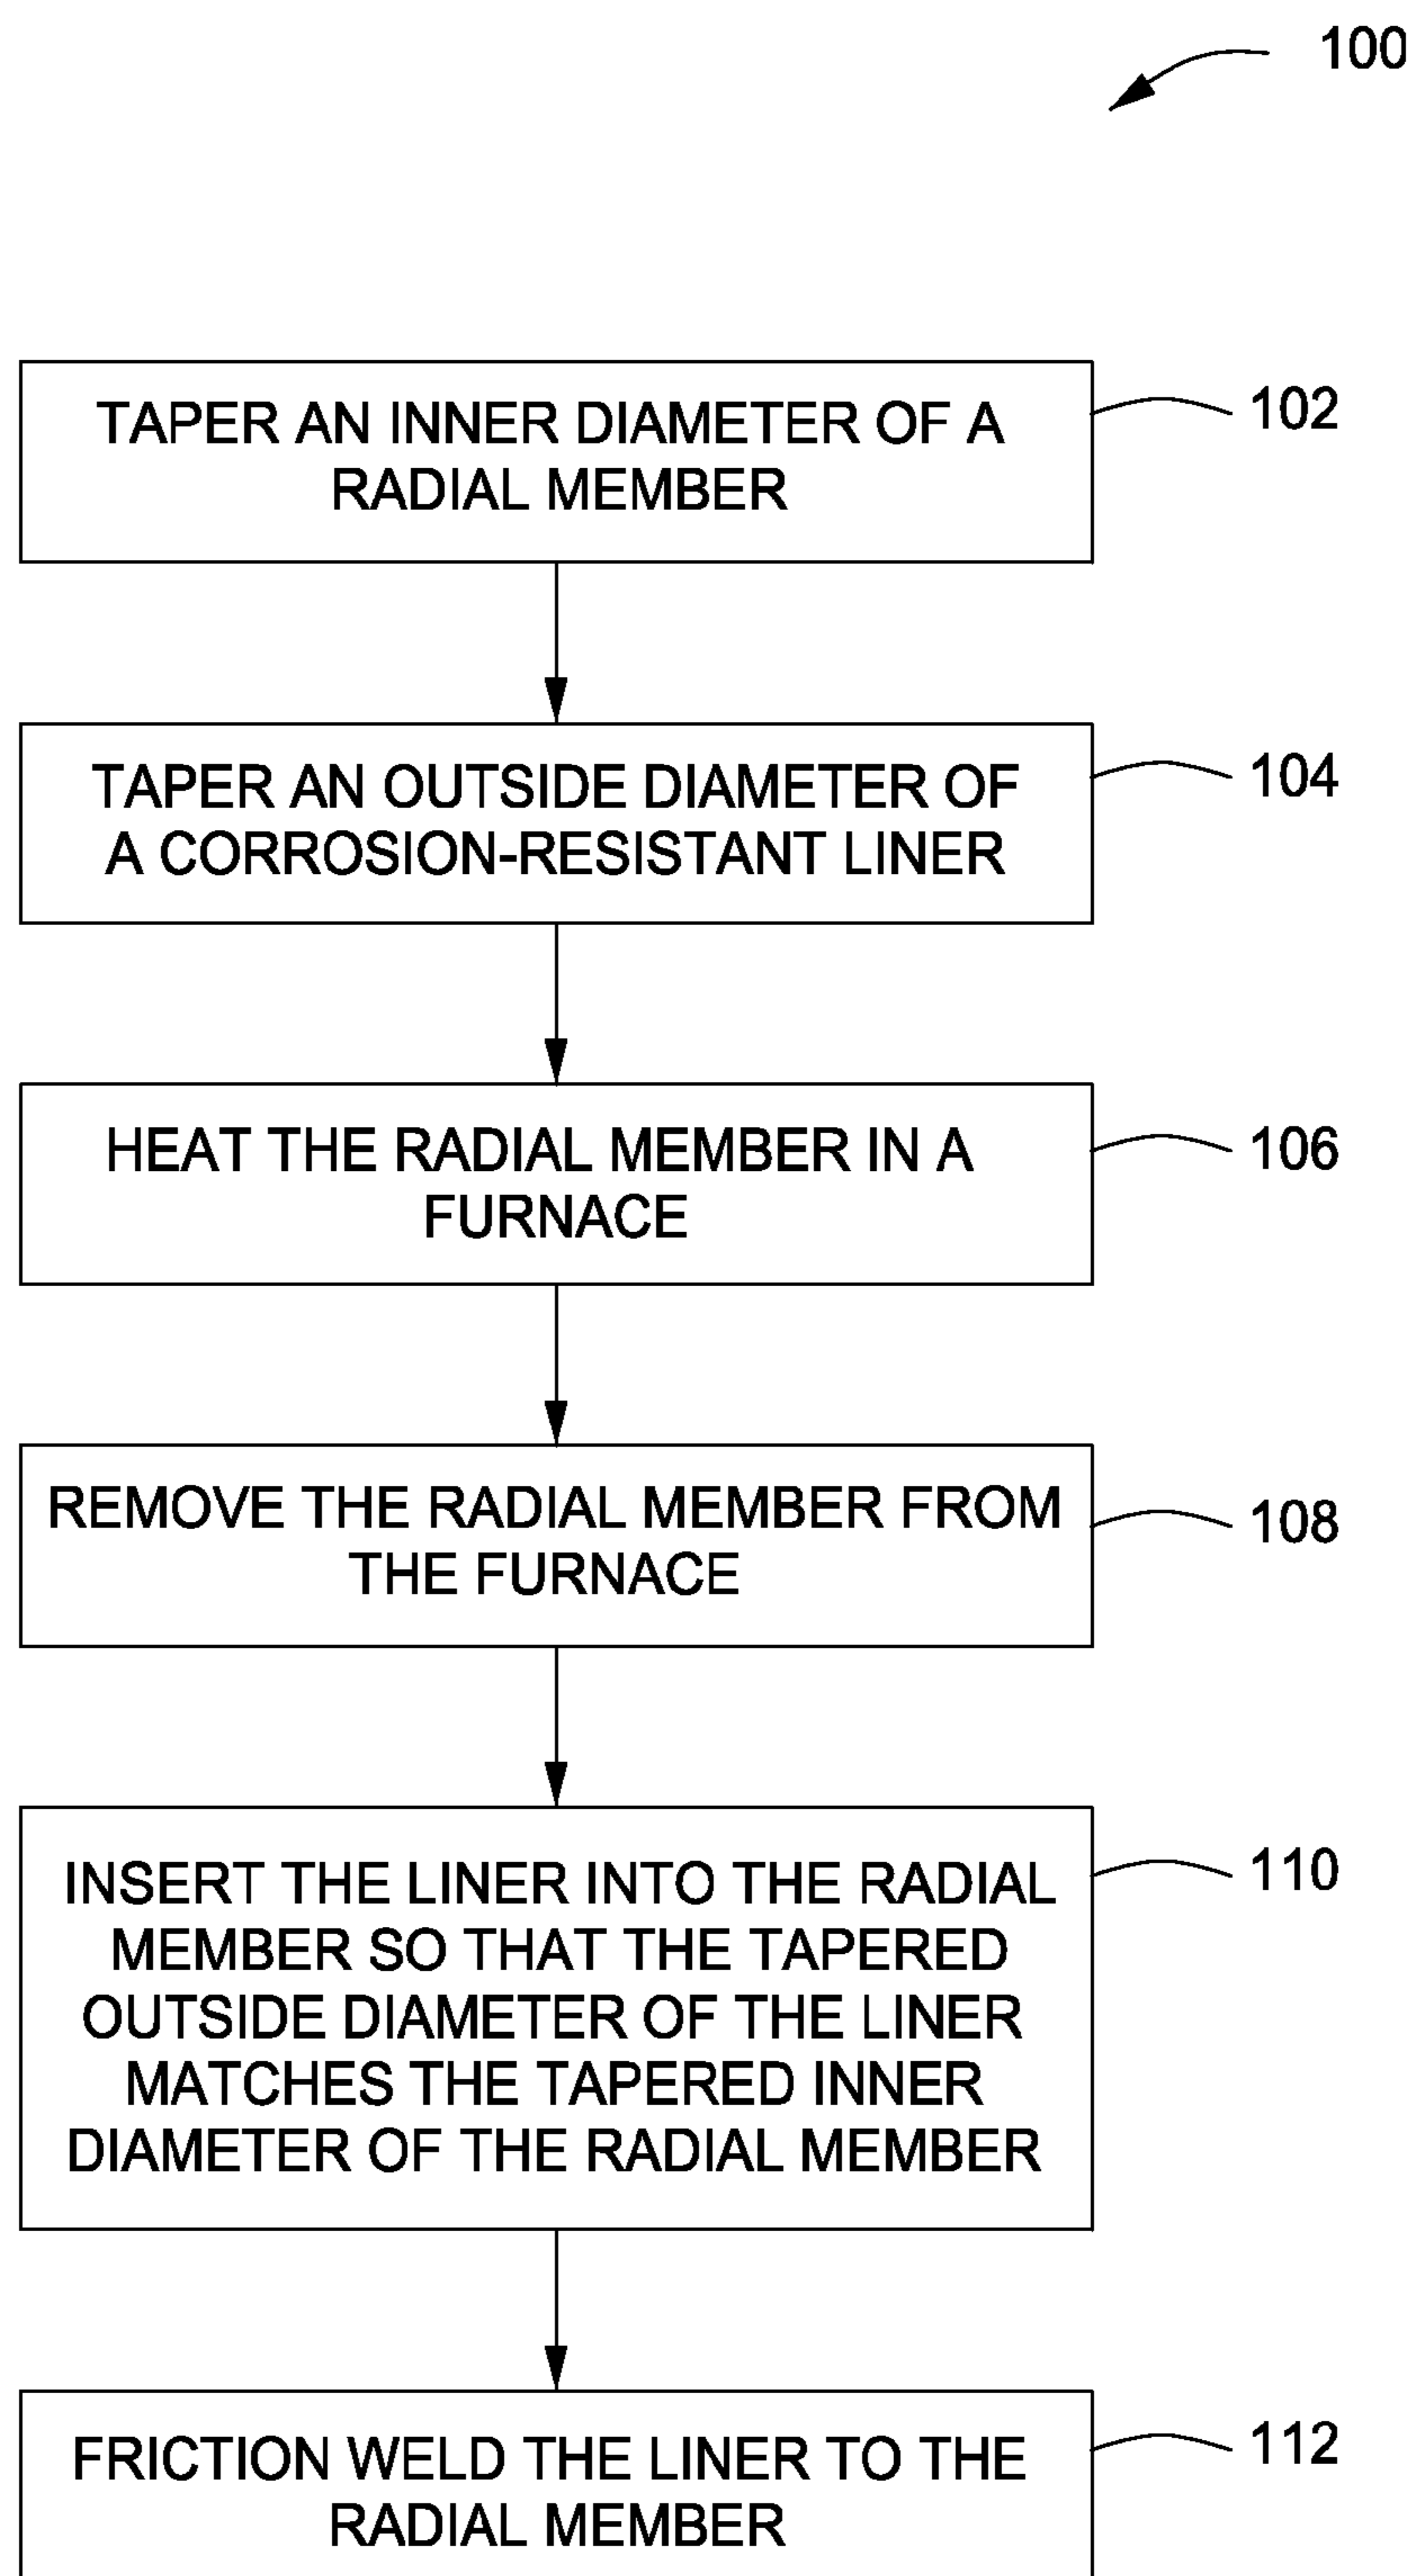 100
TAPER AN INNER DIAMETER OF A
RADIAL MEMBER
102
TAPER AN OUTSIDE DIAMETER OF
A CORROSION-RESISTANT LINER
104
HEAT THE RADIAL MEMBER IN A
FURNACE
106
REMOVE THE RADIAL MEMBER FROM
THE FURNACE
108
INSERT THE LINER INTO THE RADIAL
MEMBER SO THAT THE TAPERED
OUTSIDE DIAMETER OF THE LINER
MATCHES THE TAPERED INNER
DIAMETER OF THE RADIAL MEMBER
110
FRICTION WELD THE LINER TO THE
RADIAL MEMBER
112